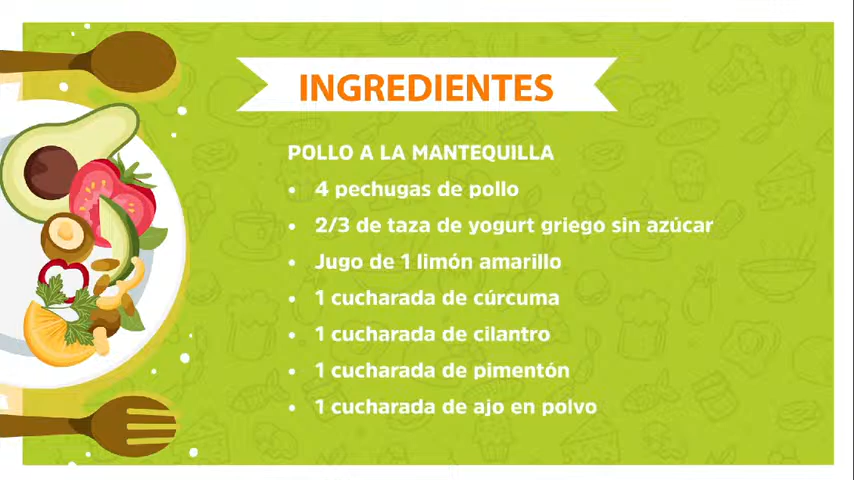 INGREDIENTES
POLLO A LA MANTEQUILLA
• 4 pechugas de pollo
• 2/3 de taza de yogurt griego sin azúcar
• Jugo de 1 limón amarillo
• 1 cucharada de cúrcuma
• 1 cucharada de cilantro
• 1 cucharada de pimentón
• 1 cucharada de ajo en polvo